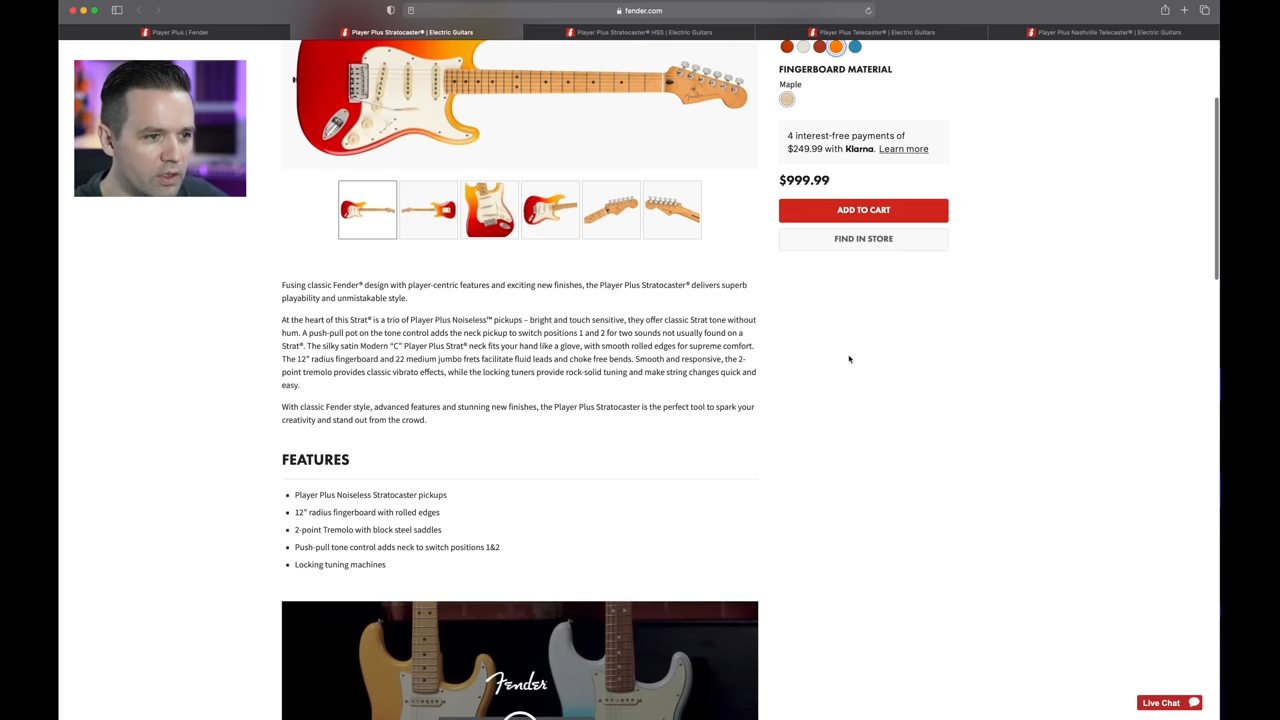 fender.com
Player Plus | Fender
Player Plus Stratocaster® | Electric Guitars
Player Plus Stratocaster® HSS | Electric Guitars
Player Plus Telecaster® | Electric Guitars
Player Plus Nashville Telecaster® | Electric Guitars
Fender
FINGERBOARD MATERIAL
Maple
4 interest-free payments of
$249.99 with Klarna. Learn more
$999.99
ADD TO CART
FIND IN STORE
Fusing classic Fender® design with player-centric features and exciting new finishes, the Player Plus Stratocaster® delivers superb
playability and unmistakable style.
At the heart of this Strat® is a trio of Player Plus Noiseless™ pickups – bright and touch sensitive, they offer classic Strat tone without
hum. A push-pull pot on the tone control adds the neck pickup to switch positions 1 and 2 for two sounds not usually found on a
Strat®. The silky satin Modern “C” Player Plus Strat® neck fits your hand like a glove, with smooth rolled edges for supreme comfort.
The 12” radius fingerboard and 22 medium jumbo frets facilitate fluid leads and choke free bends. Smooth and responsive, the 2-
point tremolo provides classic vibrato effects, while the locking tuners provide rock-solid tuning and make string changes quick and
easy.
With classic Fender style, advanced features and stunning new finishes, the Player Plus Stratocaster is the perfect tool to spark your
creativity and stand out from the crowd.
FEATURES
Player Plus Noiseless Stratocaster pickups
12” radius fingerboard with rolled edges
2-point Tremolo with block steel saddles
Push-pull tone control adds neck to switch positions 1&2
Locking tuning machines
Fender
Live Chat